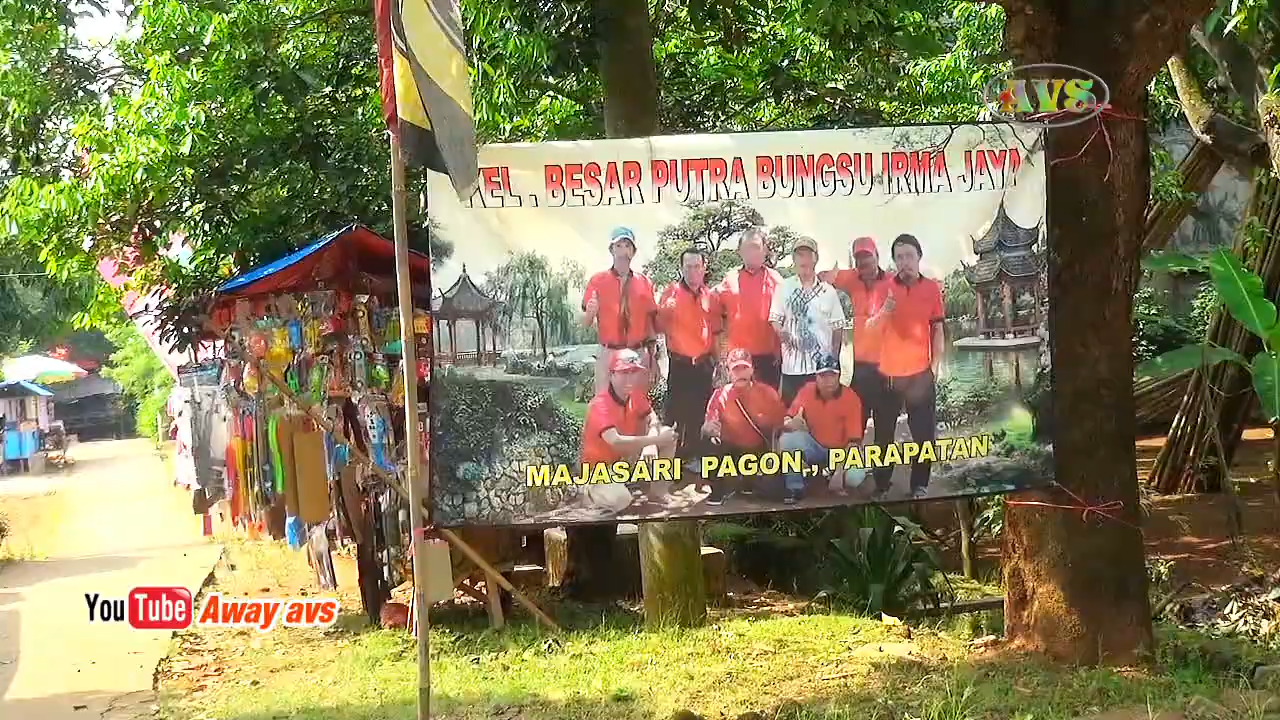 AVS
KEL . BESAR PUTRA BUNGSU IRMA JAYA
MAJASARI PAGON,, PARAPATAN
YouTube Away avs